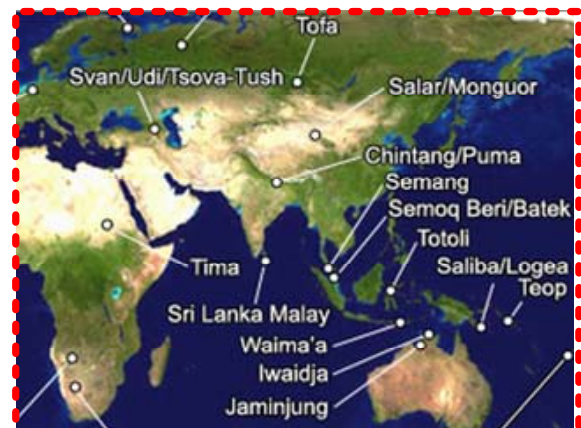 Tofa
Svan/Udi/Tsova-Tush
Salar/Monguor
Chintang/Puma
Semang
Semoq Beri/Batek
Totoli
Tima
Saliba/Logea
Teop
Sri Lanka Malay
Waima'a
Iwaidja
Jaminjung